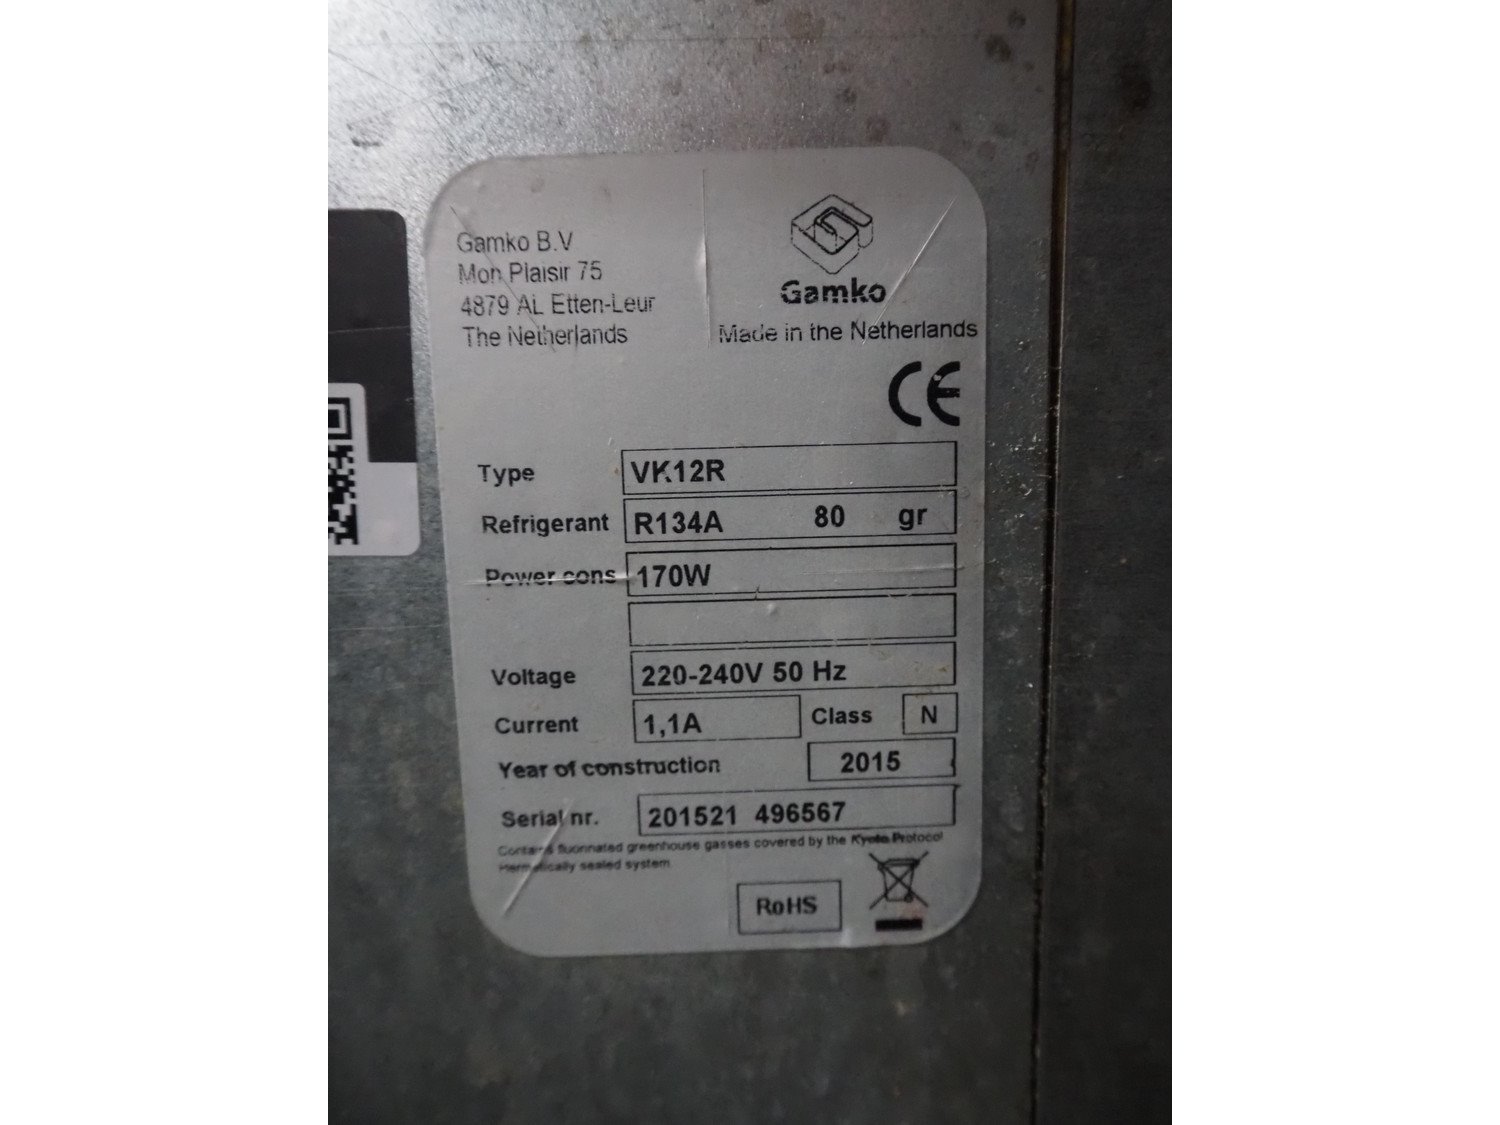 Gamko B.V
Mon Plaisir 75
4879 AL Etten-Leur
The Netherlands
Gamko
Made in the Netherlands
CE
Type VK12R
Refrigerant R134A 80 gr
Power cons 170W
Voltage 220-240V 50 Hz
Current 1,1A Class N
Year of construction 2015
Serial nr. 201521 496567
Contains fluorinated greenhouse gasses covered by the Kyoto Protocol
Hermetically sealed system
RoHS